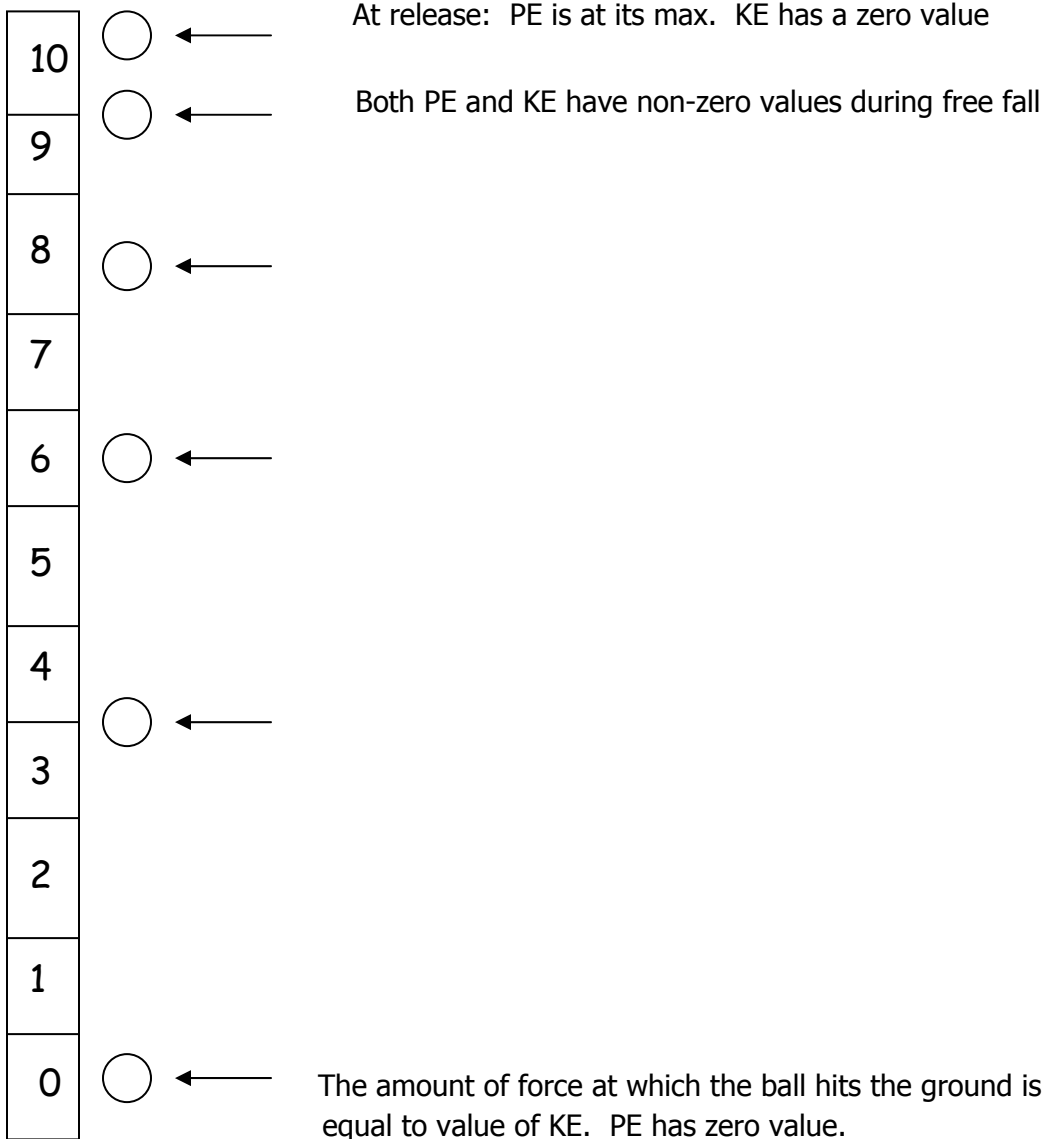 At release:  PE is at its max.  KE has a zero value
10
Both PE and KE have non-zero values during free fall
9
8
7
6
5
4
3
2
1
0
The amount of force at which the ball hits the ground is
equal to value of KE.  PE has zero value.